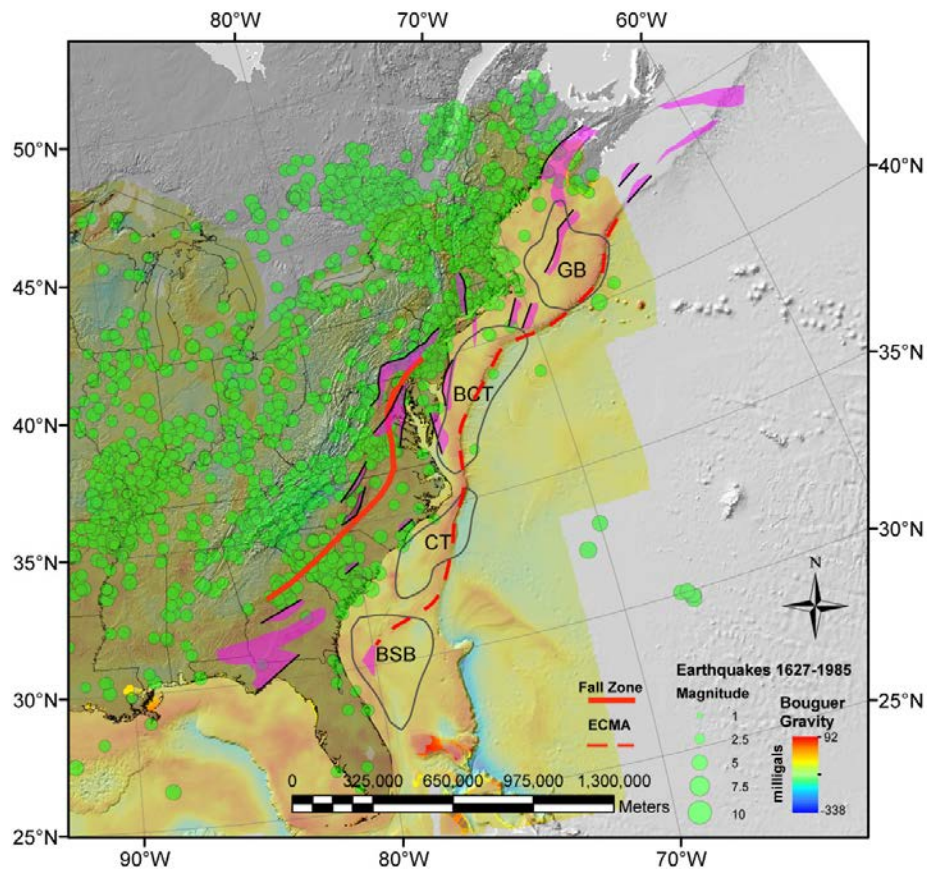 80°W 70°W 60°W
50°N
40°N
45°N
GB
35°N
BCT
40°N
30°N
CT
35°N
N
BSB
Earthquakes 1627-1985
Fall Zone
Magnitude
Bouguer
Gravity
30°N
25°N
1
ECMA
92
2.5
5
milligals
0 325,000 650,000 975,000 1,300,000
7.5
Meters
10
-338
25°N
90°W 80°W 70°W